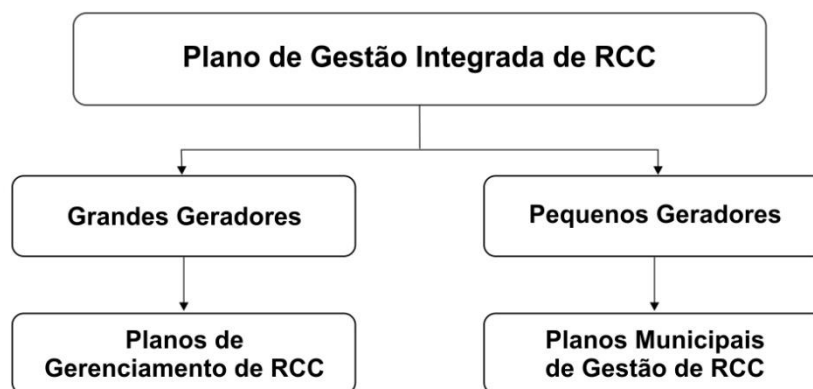 Plano de Gestão Integrada de RCC
Grandes Geradores
Pequenos Geradores
Planos de
Gerenciamento de RCC
Planos Municipais
de Gestão de RCC